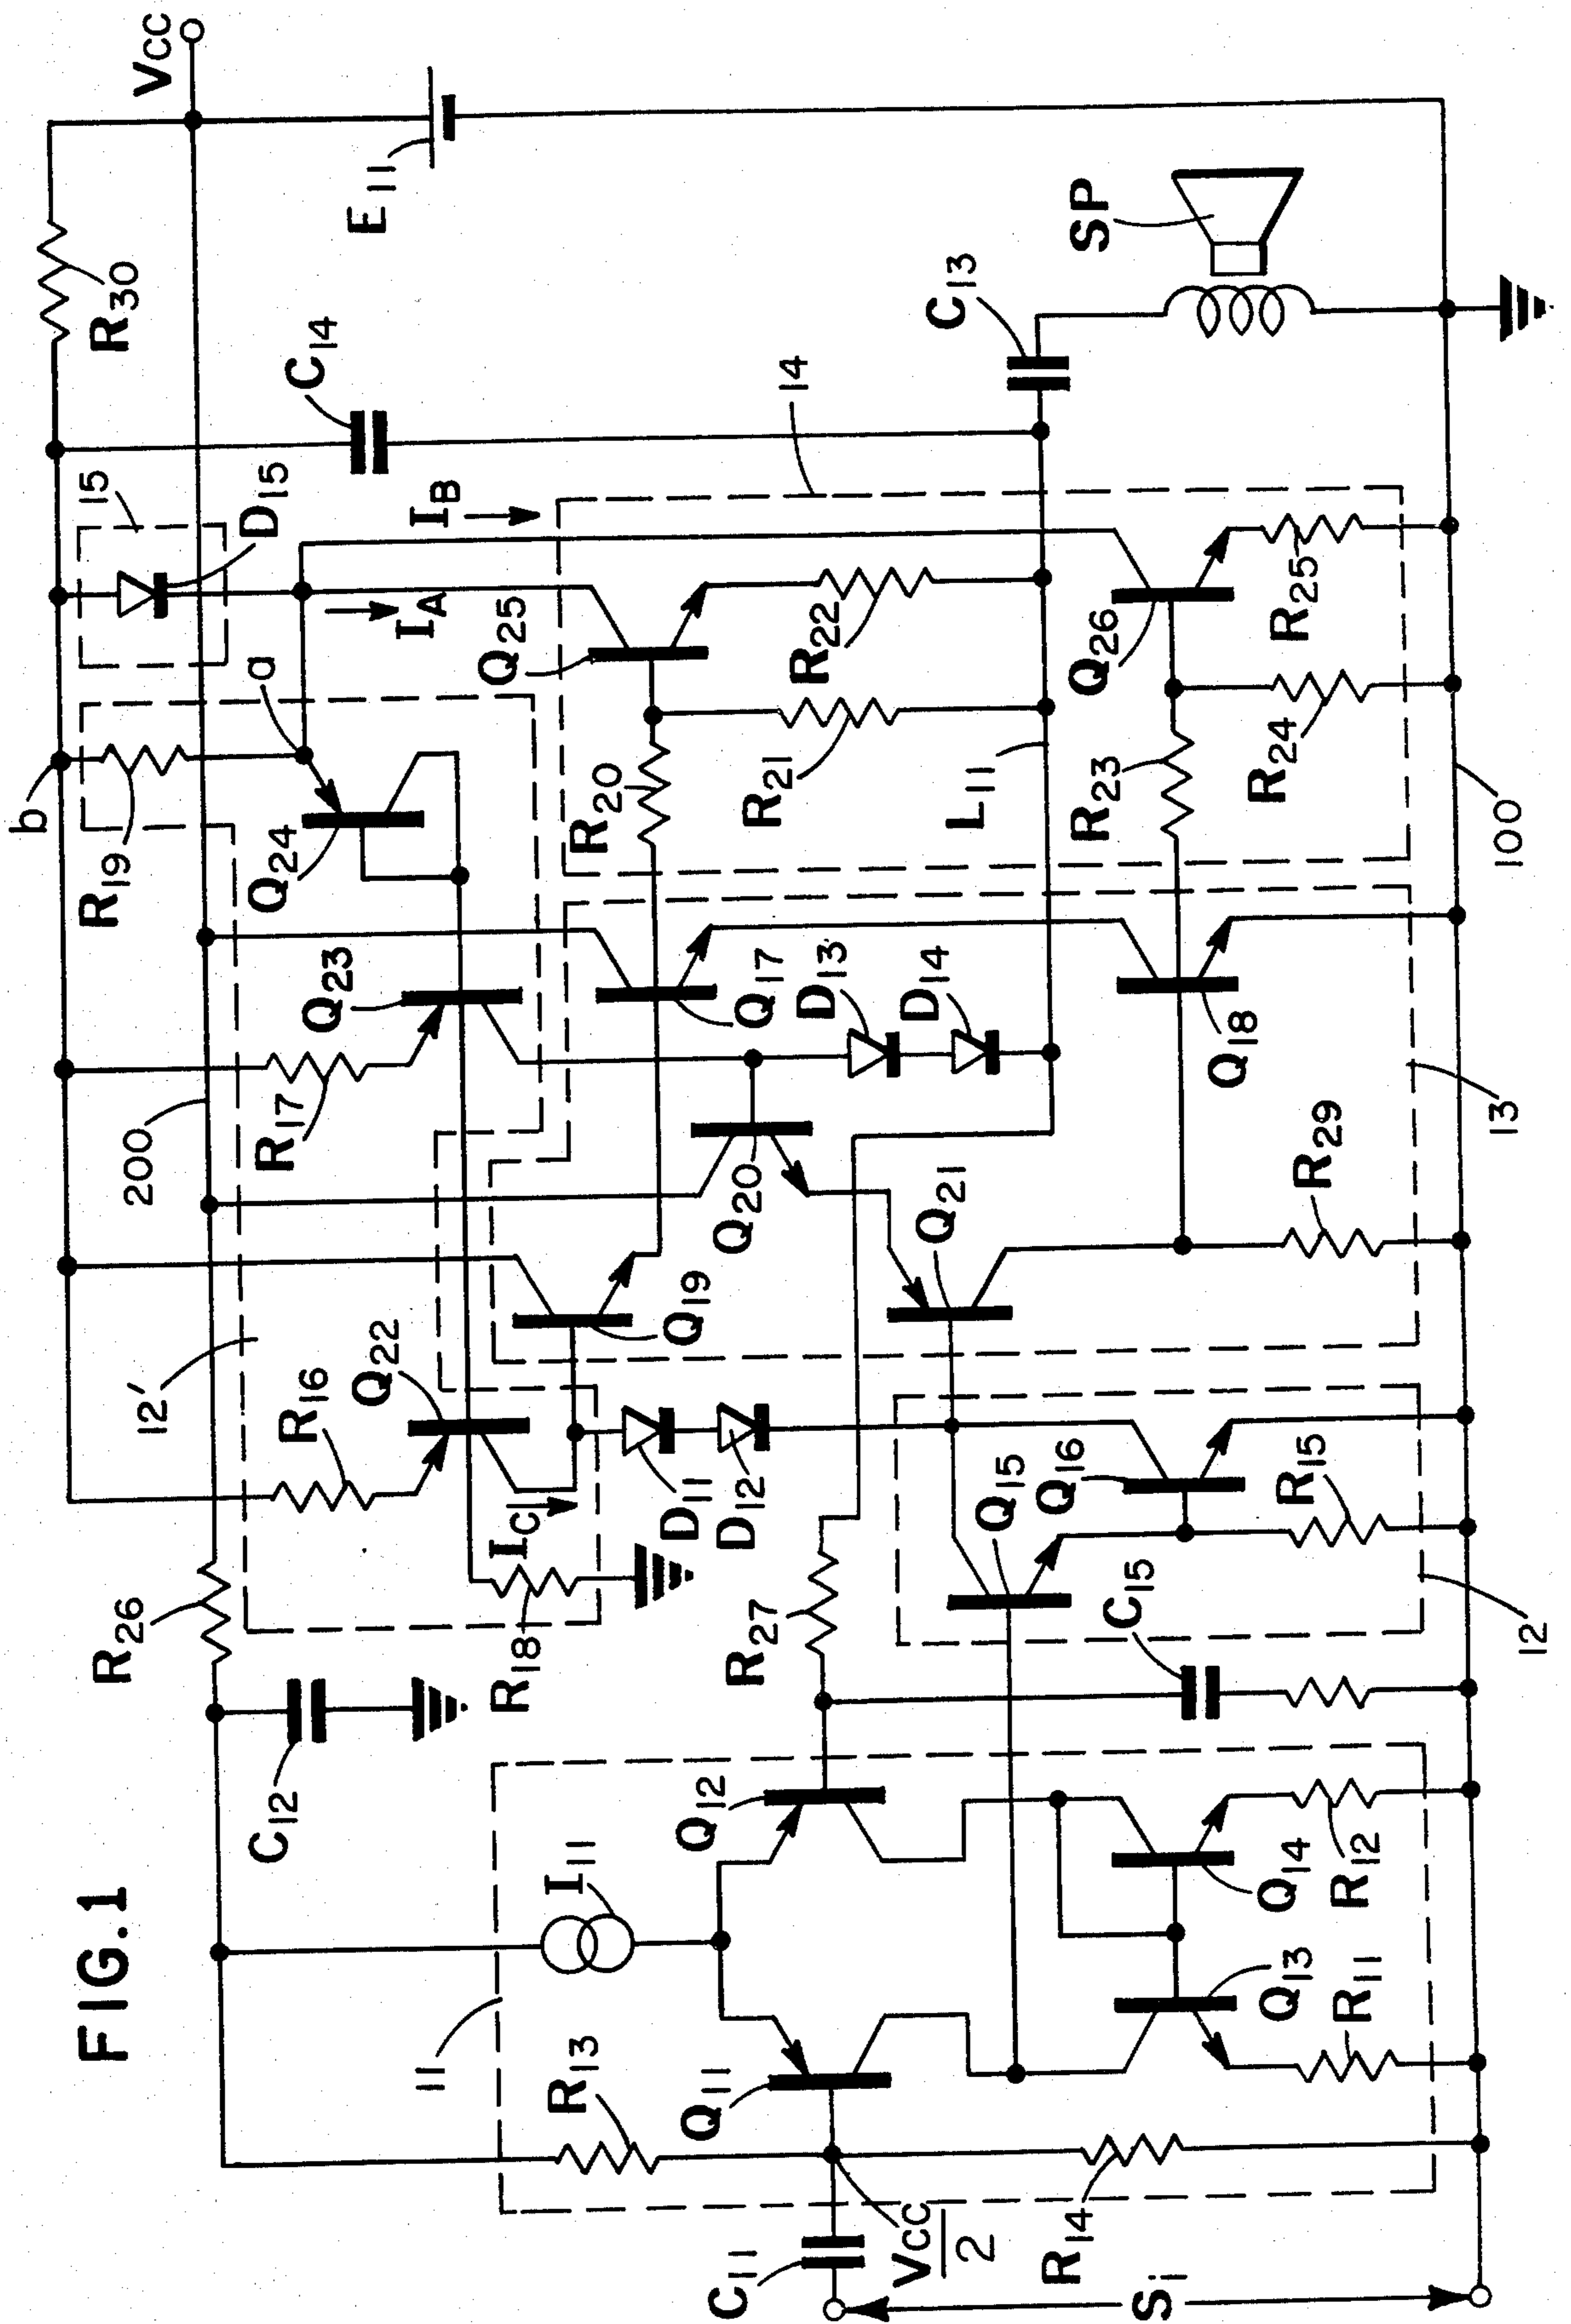 FIG.1
Vcc
R30
E11
C14
15
D15
b
R19
a
Q24
IA
IB
14
C13
SP
Q25
R22
R20
R21
L11
Q26
R25
R23
R24
100
200
R17
Q23
Q17
D13
D14
Q18
13
12'
R16
Q22
Q19
Q20
Q21
R29
R26
IC1
D11
D12
R18
Q15
Q16
R15
C15
12
R27
C12
11
I11
Q12
Q14
R12
Q13
R11
R13
Q11
Vcc
2
R14
C11
Si